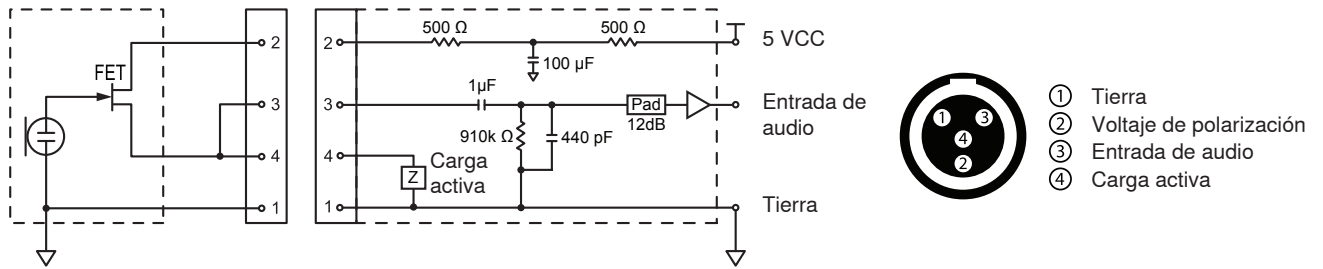 FET
2
3
4
1
2
3
4
1
500 Ω
500 Ω
100 µF
1µF
910k Ω
440 pF
Pad
12dB
Z
Carga
activa
5 VCC
Entrada de
audio
Tierra
1
3
4
2
1 Tierra
2 Voltaje de polarización
3 Entrada de audio
4 Carga activa